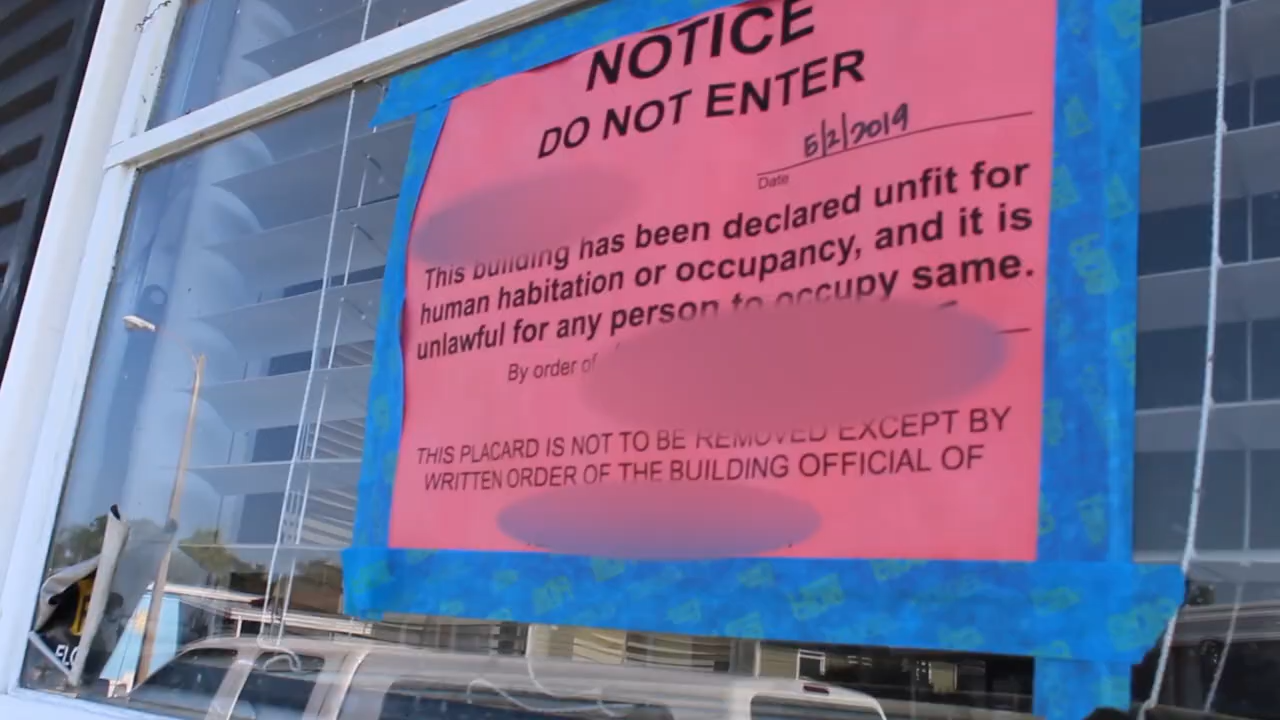 NOTICE
DO NOT ENTER
5/2/2019
Date
This building has been declared unfit for
human habitation or occupancy, and it is
unlawful for any person to occupy same.
By order of
THIS PLACARD IS NOT TO BE REMOVED EXCEPT BY
WRITTEN ORDER OF THE BUILDING OFFICIAL OF